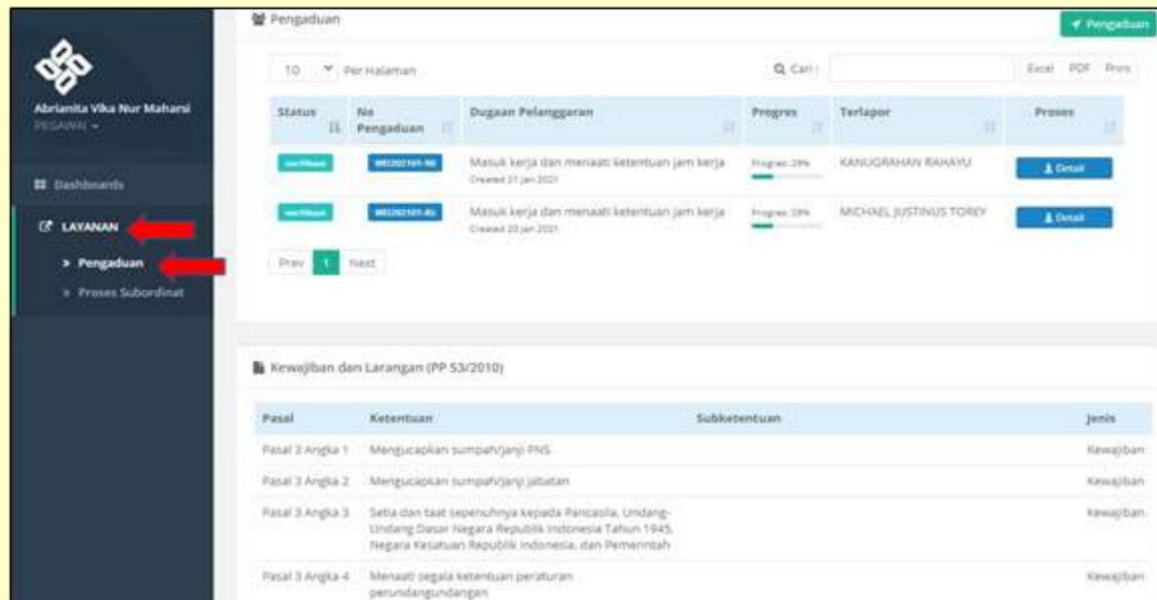 Pengaduan
Pengaduan
10 Per Halaman
Cari :
Excel PDF Print
Abrianita Vika Nur Maharsi
PEGAWAI
Dashboards
LAYANAN
» Pengaduan
» Proses Subordinat
Status No Pengaduan Dugaan Pelanggaran Progres Terlapor Proses
verifikasi Masuk kerja dan menaati ketentuan jam kerja Progres: 29% KANUGRAHAN RAHAYU Detail
Created 21 Jan 2021
verifikasi Masuk kerja dan menaati ketentuan jam kerja Progres: 29% MICHAEL JUSTINUS TOREY Detail
Created 20 Jan 2021
Prev 1 Next
Kewajiban dan Larangan (PP 53/2010)
Pasal Ketentuan Subketentuan Jenis
Pasal 3 Angka 1 Mengucapkan sumpah/janji PNS Kewajiban
Pasal 3 Angka 2 Mengucapkan sumpah/janji jabatan Kewajiban
Pasal 3 Angka 3 Setia dan taat sepenuhnya kepada Pancasila, Undang- Kewajiban
Undang Dasar Negara Republik Indonesia Tahun 1945,
Negara Kesatuan Republik Indonesia, dan Pemerintah
Pasal 3 Angka 4 Menaati segala ketentuan peraturan Kewajiban
perundangundangan